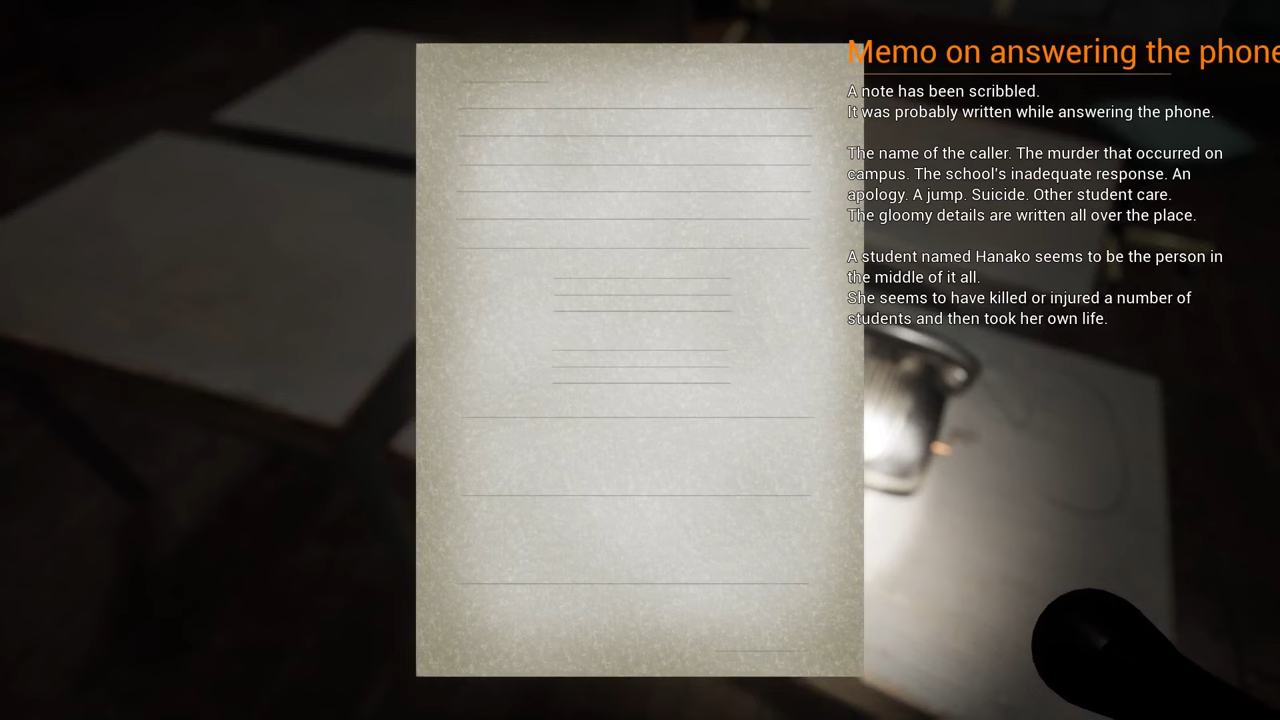 Memo on answering the phone
A note has been scribbled.
It was probably written while answering the phone.
The name of the caller. The murder that occurred on
campus. The school's inadequate response. An
apology. A jump. Suicide. Other student care.
The gloomy details are written all over the place.
A student named Hanako seems to be the person in
the middle of it all.
She seems to have killed or injured a number of
students and then took her own life.